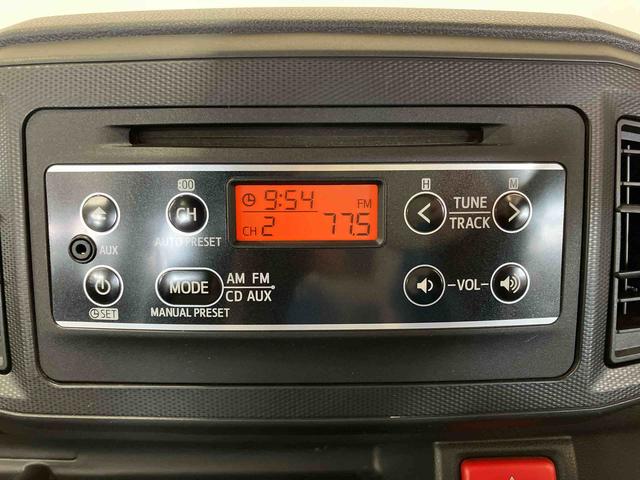 :00
H
M
9:54
FM
CH 2 77.5
CH
AUTO PRESET
AUX
TUNE
TRACK
MODE
AM FM
CD AUX
SET
MANUAL PRESET
-VOL-